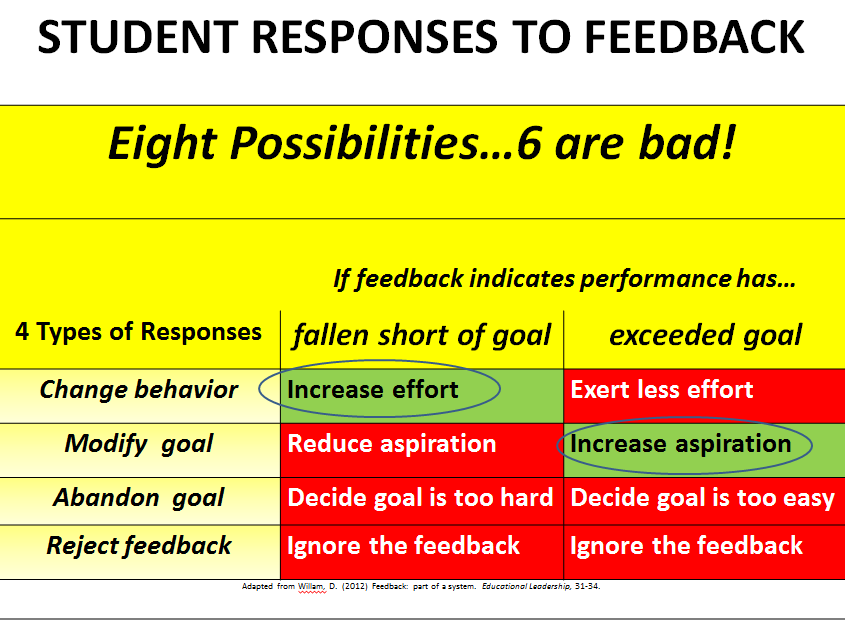 STUDENT RESPONSES TO FEEDBACK
Eight Possibilities…6 are bad!
If feedback indicates performance has…
4 Types of Responses fallen short of goal exceeded goal
Change behavior Increase effort Exert less effort
Modify goal Reduce aspiration Increase aspiration
Abandon goal Decide goal is too hard Decide goal is too easy
Reject feedback Ignore the feedback Ignore the feedback
Adapted from Willam, D. (2012) Feedback: part of a system. Educational Leadership, 31-34.